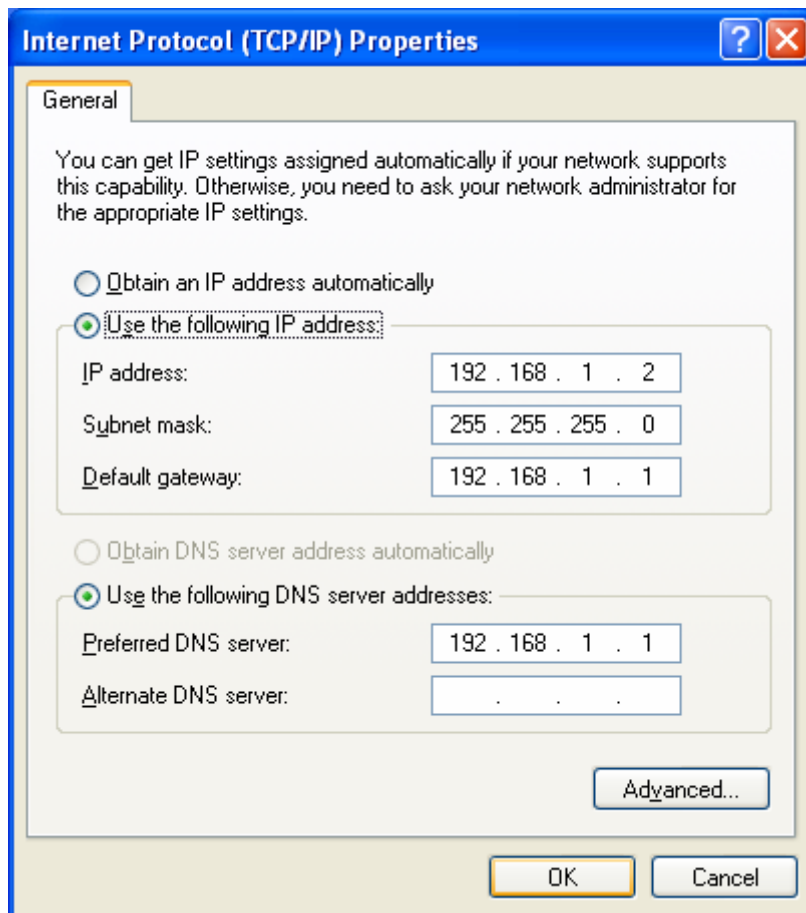 Internet Protocol (TCP/IP) Properties
General
You can get IP settings assigned automatically if your network supports
this capability. Otherwise, you need to ask your network administrator for
the appropriate IP settings.
Obtain an IP address automatically
Use the following IP address:
IP address: 192 . 168 . 1 . 2
Subnet mask: 255 . 255 . 255 . 0
Default gateway: 192 . 168 . 1 . 1
Obtain DNS server address automatically
Use the following DNS server addresses:
Preferred DNS server: 192 . 168 . 1 . 1
Alternate DNS server: . . .
Advanced...
OK Cancel